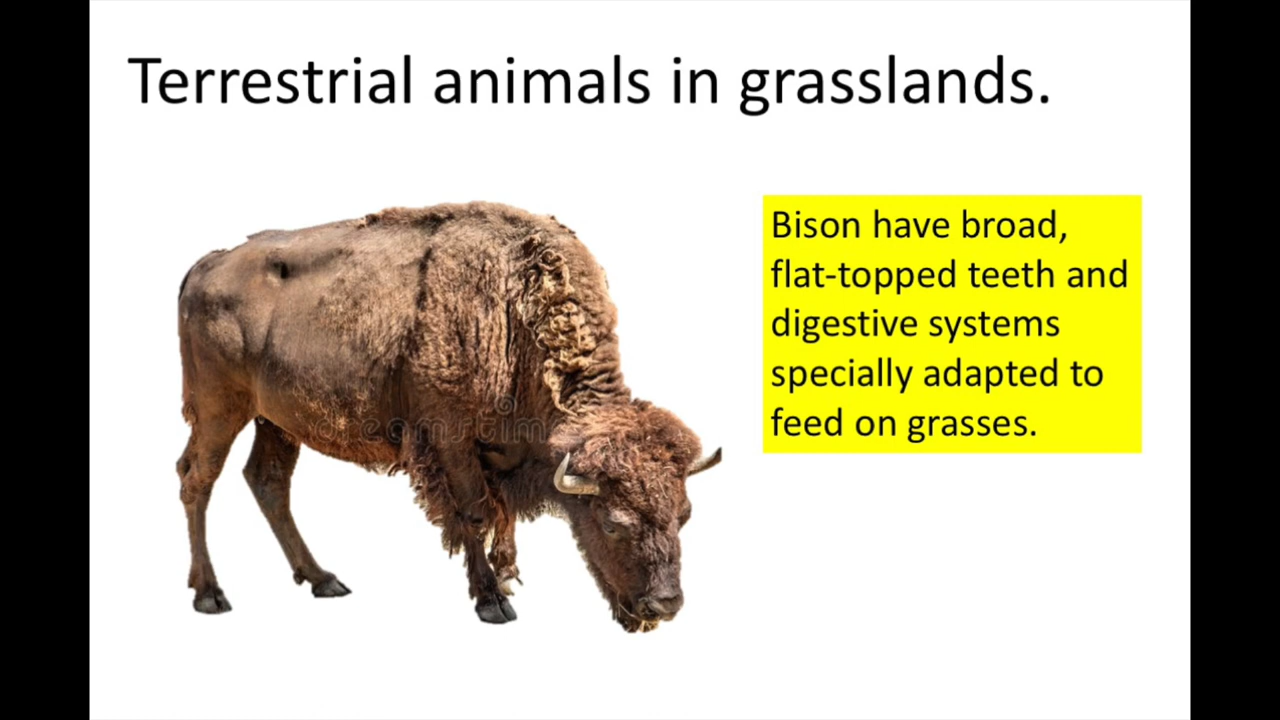 Terrestrial animals in grasslands.
Bison have broad,
flat-topped teeth and
digestive systems
specially adapted to
feed on grasses.
dreamstime